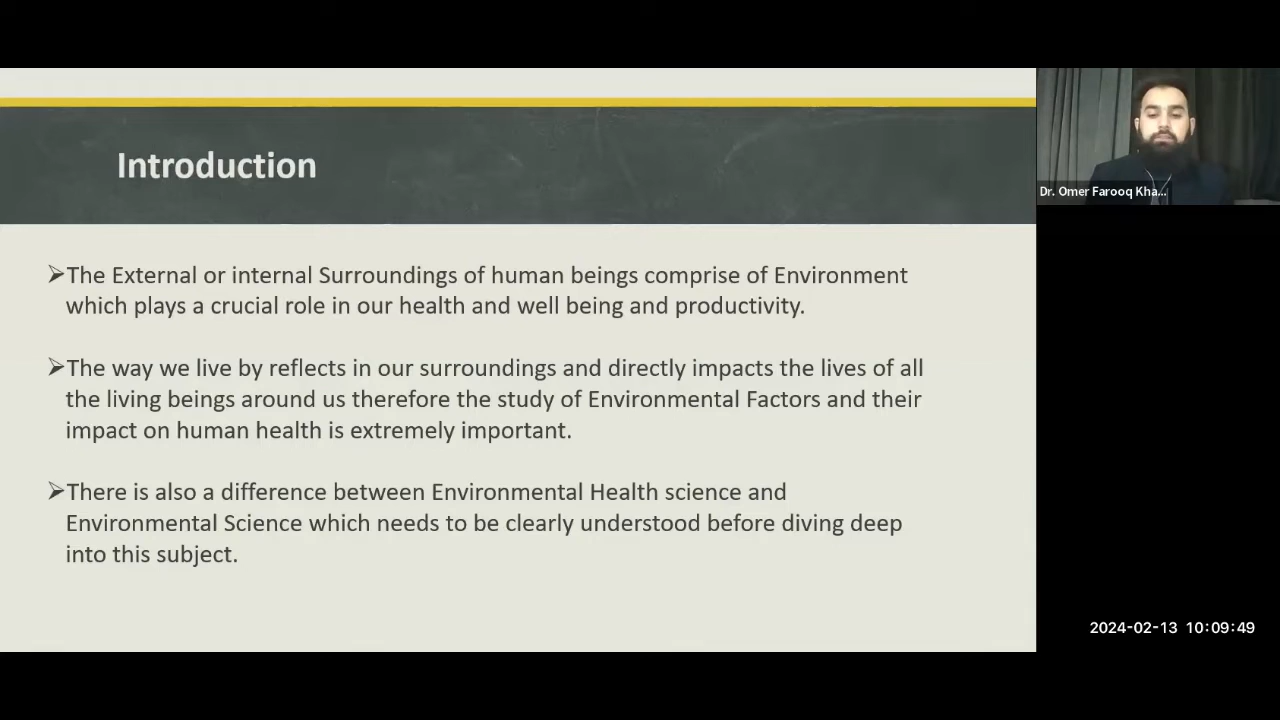 Introduction
➢The External or internal Surroundings of human beings comprise of Environment
which plays a crucial role in our health and well being and productivity.
➢The way we live by reflects in our surroundings and directly impacts the lives of all
the living beings around us therefore the study of Environmental Factors and their
impact on human health is extremely important.
➢There is also a difference between Environmental Health science and
Environmental Science which needs to be clearly understood before diving deep
into this subject.
Dr. Omer Farooq Kha...
2024-02-13 10:09:49